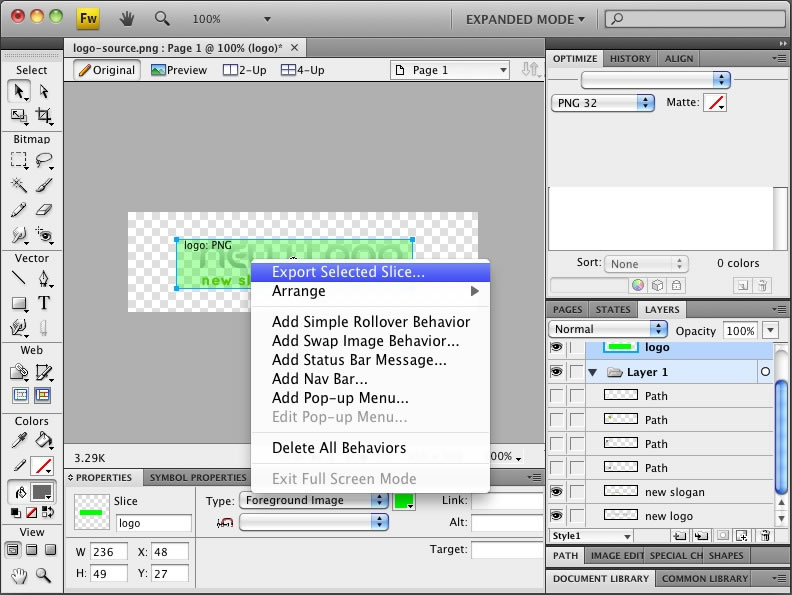 Fw
100%
EXPANDED MODE
logo-source.png : Page 1 @ 100% (logo)*
Original
Preview
2-Up
4-Up
Page 1
Select
Bitmap
Vector
Web
Colors
View
logo: PNG
new sl
Export Selected Slice...
Arrange
Add Simple Rollover Behavior
Add Swap Image Behavior...
Add Status Bar Message...
Add Nav Bar...
Add Pop-up Menu...
Edit Pop-up Menu...
Delete All Behaviors
Exit Full Screen Mode
3.29K
00%
PROPERTIES
SYMBOL PROPERTIES
Slice
logo
Type: Foreground Image
Link:
Alt:
Target:
W 236 X: 48
H: 49 Y: 27
OPTIMIZE
HISTORY
ALIGN
PNG 32
Matte:
Sort: None
0 colors
PAGES
STATES
LAYERS
Normal
Opacity 100%
logo
Layer 1
Path
Path
Path
Path
new slogan
new logo
Style1
PATH
IMAGE EDIT
SPECIAL CH
SHAPES
DOCUMENT LIBRARY
COMMON LIBRARY